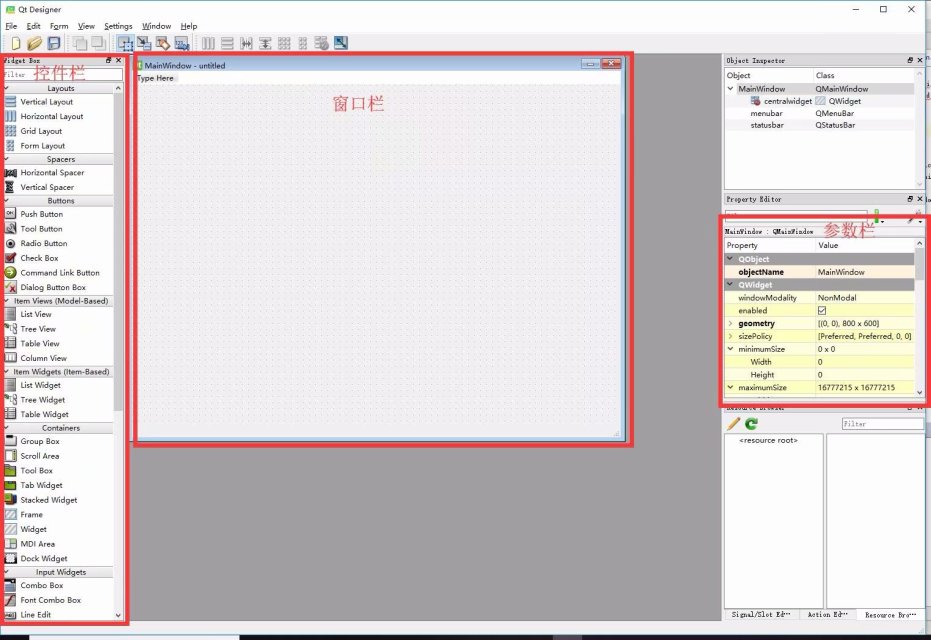 Qt Designer
File Edit Form View Settings Window Help
Widget Box
Filter
控件栏
Layouts
Vertical Layout
Horizontal Layout
Grid Layout
Form Layout
Spacers
Horizontal Spacer
Vertical Spacer
Buttons
Push Button
Tool Button
Radio Button
Check Box
Command Link Button
Dialog Button Box
Item Views (Model-Based)
List View
Tree View
Table View
Column View
Item Widgets (Item-Based)
List Widget
Tree Widget
Table Widget
Containers
Group Box
Scroll Area
Tool Box
Tab Widget
Stacked Widget
Frame
Widget
MDI Area
Dock Widget
Input Widgets
Combo Box
Font Combo Box
Line Edit
MainWindow - untitled
Type Here
窗口栏
Object Inspector
Object Class
MainWindow QMainWindow
centralwidget QWidget
menubar QMenuBar
statusbar QStatusBar
Property Editor
MainWindow : QMainWindow
参数栏
Property Value
QObject
objectName MainWindow
QWidget
windowModality NonModal
enabled
geometry [(0, 0), 800 x 600]
sizePolicy [Preferred, Preferred, 0, 0]
minimumSize 0 x 0
Width 0
Height 0
maximumSize 16777215 x 16777215
Resource Browser
Filter
<resource root>
Signal/Slot Ed… Action Ed… Resource Bro…